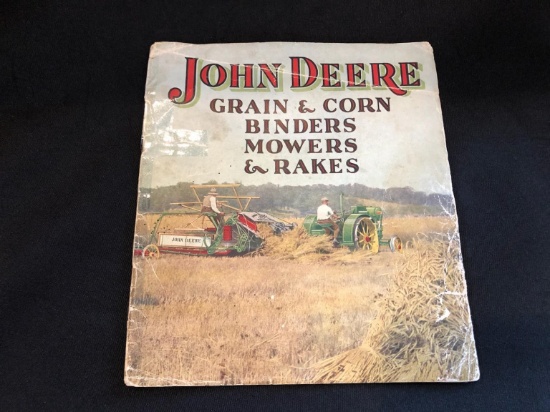 JOHN DEERE
GRAIN & CORN
BINDERS
MOWERS
& RAKES
JOHN DEERE